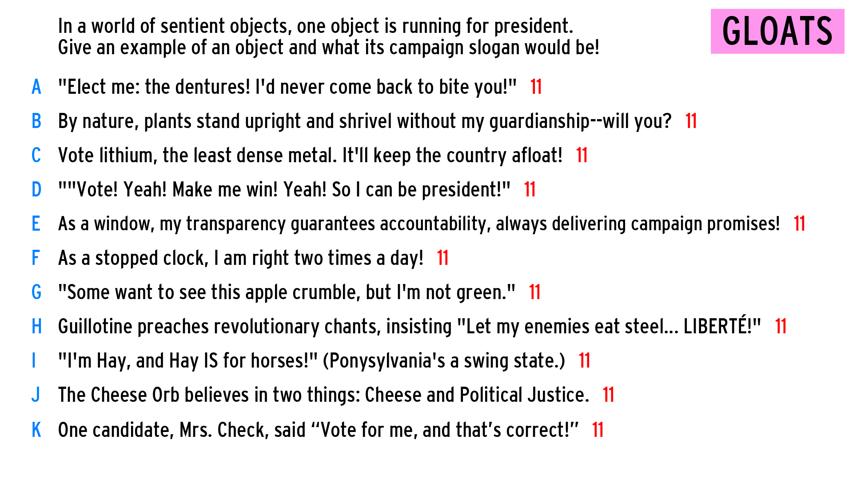 In a world of sentient objects, one object is running for president.
Give an example of an object and what its campaign slogan would be!
GLOATS
A "Elect me: the dentures! I'd never come back to bite you!" 11
B By nature, plants stand upright and shrivel without my guardianship--will you? 11
C Vote lithium, the least dense metal. It'll keep the country afloat! 11
D ""Vote! Yeah! Make me win! Yeah! So I can be president!" 11
E As a window, my transparency guarantees accountability, always delivering campaign promises! 11
F As a stopped clock, I am right two times a day! 11
G "Some want to see this apple crumble, but I'm not green." 11
H Guillotine preaches revolutionary chants, insisting "Let my enemies eat steel... LIBERTÉ!" 11
I "I'm Hay, and Hay IS for horses!" (Ponysylvania's a swing state.) 11
J The Cheese Orb believes in two things: Cheese and Political Justice. 11
K One candidate, Mrs. Check, said “Vote for me, and that’s correct!” 11